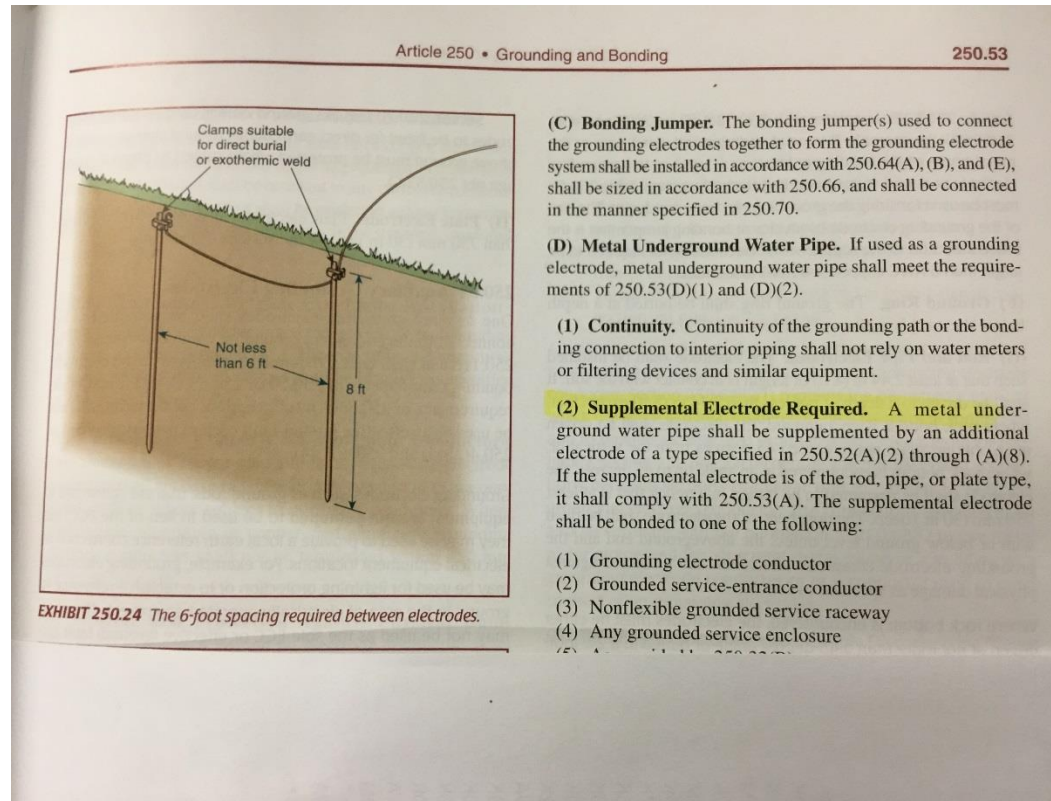 Article 250 • Grounding and Bonding
250.53
Clamps suitable
for direct burial
or exothermic weld
Not less
than 6 ft
8 ft
EXHIBIT 250.24 The 6-foot spacing required between electrodes.
(C) Bonding Jumper. The bonding jumper(s) used to connect
the grounding electrodes together to form the grounding electrode
system shall be installed in accordance with 250.64(A), (B), and (E),
shall be sized in accordance with 250.66, and shall be connected
in the manner specified in 250.70.
(D) Metal Underground Water Pipe. If used as a grounding
electrode, metal underground water pipe shall meet the require-
ments of 250.53(D)(1) and (D)(2).
(1) Continuity. Continuity of the grounding path or the bond-
ing connection to interior piping shall not rely on water meters
or filtering devices and similar equipment.
(2) Supplemental Electrode Required. A metal under-
ground water pipe shall be supplemented by an additional
electrode of a type specified in 250.52(A)(2) through (A)(8).
If the supplemental electrode is of the rod, pipe, or plate type,
it shall comply with 250.53(A). The supplemental electrode
shall be bonded to one of the following:
(1) Grounding electrode conductor
(2) Grounded service-entrance conductor
(3) Nonflexible grounded service raceway
(4) Any grounded service enclosure